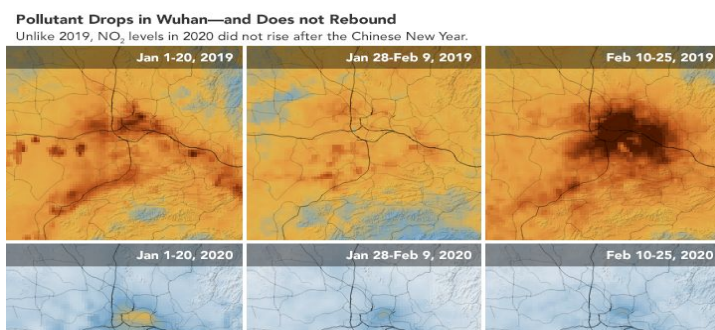 Pollutant Drops in Wuhan—and Does not Rebound
Unlike 2019, NO₂ levels in 2020 did not rise after the Chinese New Year.
Jan 1-20, 2019
Jan 28-Feb 9, 2019
Feb 10-25, 2019
Jan 1-20, 2020
Jan 28-Feb 9, 2020
Feb 10-25, 2020